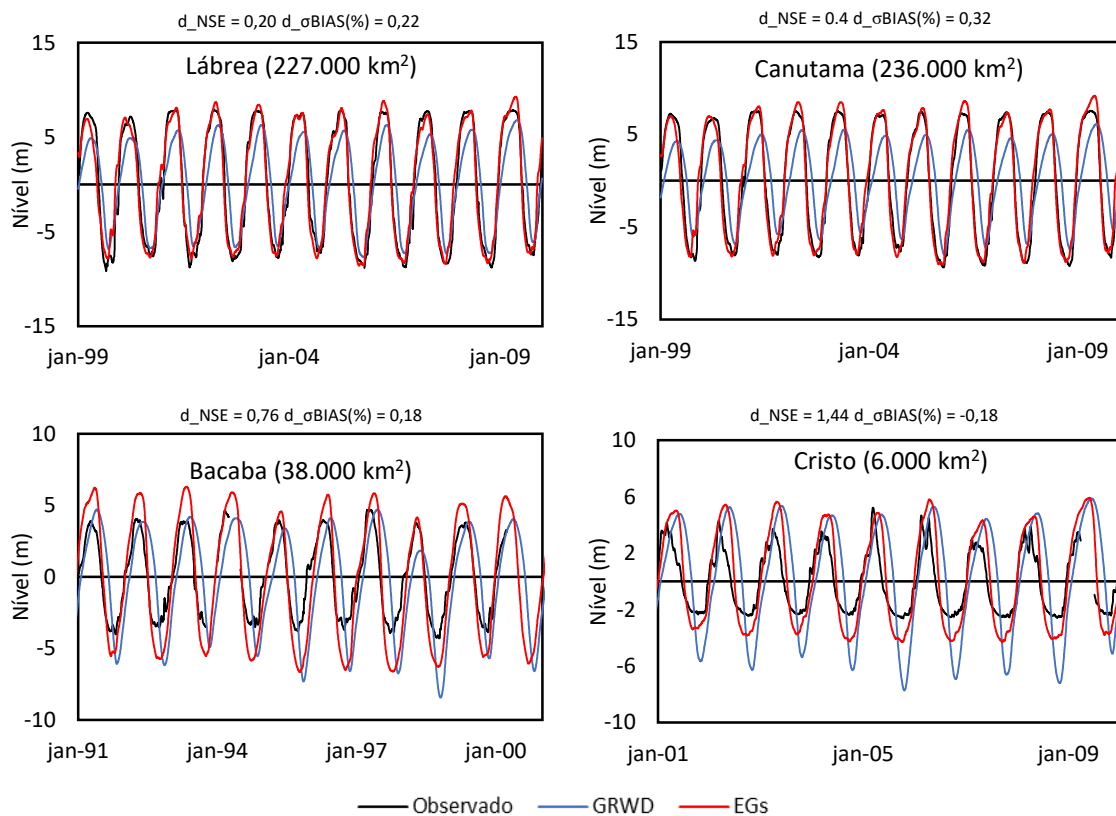 d_NSE = 0,20 d_σBIAS(%) = 0,22
Lábrea (227.000 km²)
Nível (m)
15
5
-5
-15
jan-99
jan-04
jan-09
d_NSE = 0.4 d_σBIAS(%) = 0,32
Canutama (236.000 km²)
Nível (m)
15
5
-5
-15
jan-99
jan-04
jan-09
d_NSE = 0,76 d_σBIAS(%) = 0,18
Bacaba (38.000 km²)
Nível (m)
10
5
0
-5
-10
jan-91
jan-94
jan-97
jan-00
d_NSE = 1,44 d_σBIAS(%) = -0,18
Cristo (6.000 km²)
Nível (m)
10
6
2
-2
-6
-10
jan-01
jan-05
jan-09
Observado
GRWD
EGs